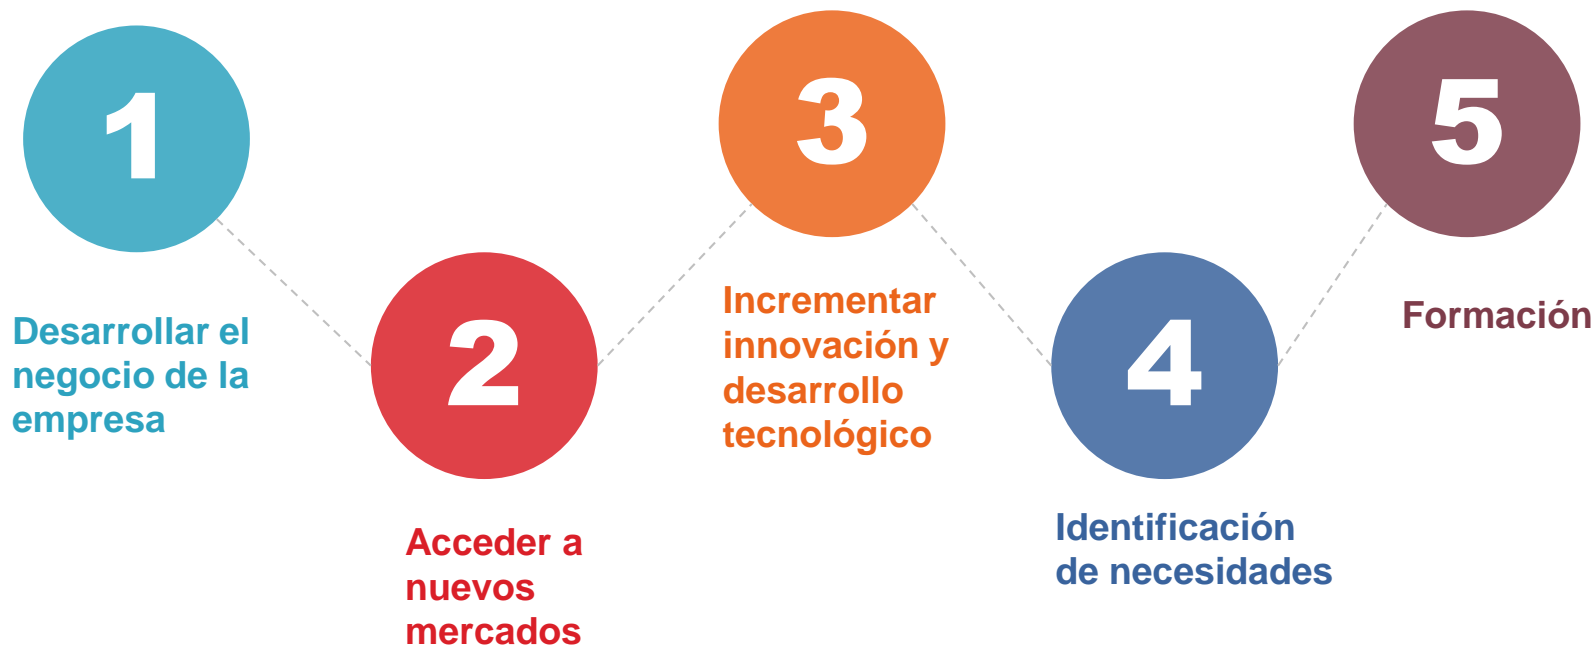 1
Desarrollar el
negocio de la
empresa
2
Acceder a
nuevos
mercados
3
Incrementar
innovación y
desarrollo
tecnológico
4
Identificación
de necesidades
5
Formación